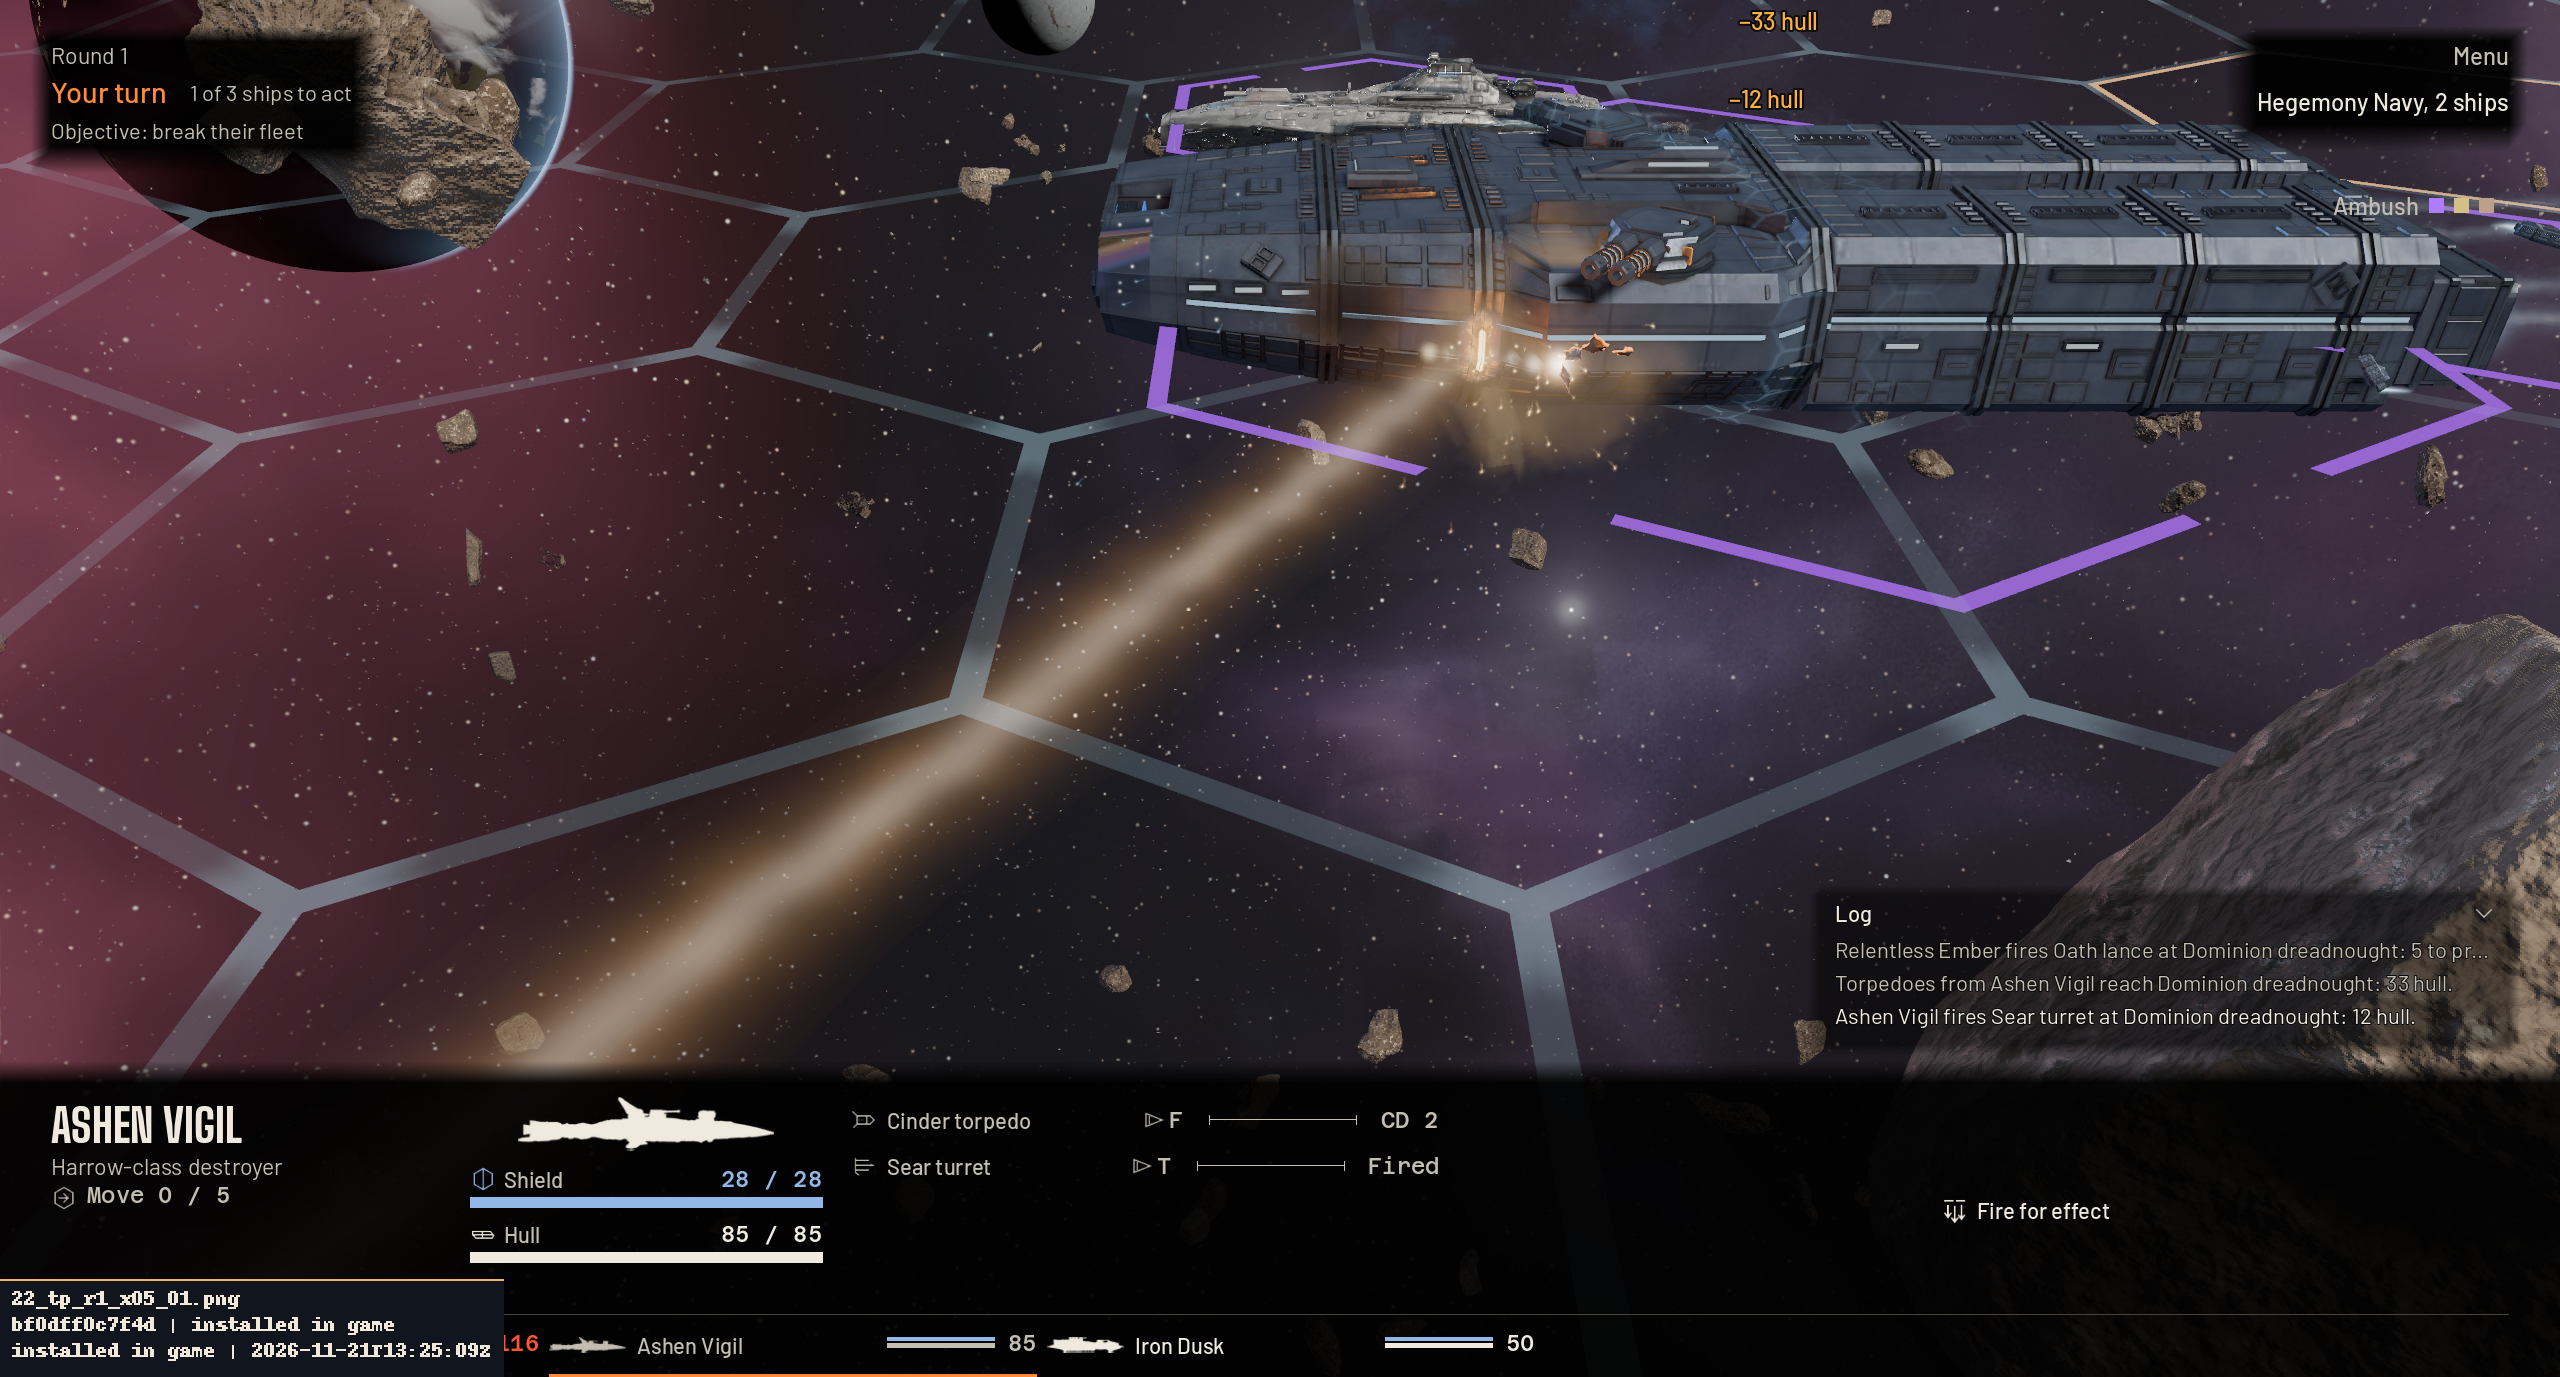 Round 1
Your turn 1 of 3 ships to act
Objective: break their fleet
−33 hull
−12 hull
Menu
Hegemony Navy, 2 ships
Ambush
Log
Relentless Ember fires Oath lance at Dominion dreadnought: 5 to pr...
Torpedoes from Ashen Vigil reach Dominion dreadnought: 33 hull.
Ashen Vigil fires Sear turret at Dominion dreadnought: 12 hull.
ASHEN VIGIL
Harrow-class destroyer
Move 0 / 5
Shield 28 / 28
Hull 85 / 85
Cinder torpedo F CD 2
Sear turret T Fired
Fire for effect
22_tp_r1_x05_01.png
bf0dff0c7f4d | installed in game
installed in game | 2026-11-21T13:25:09Z
116 Ashen Vigil 85 Iron Dusk 50